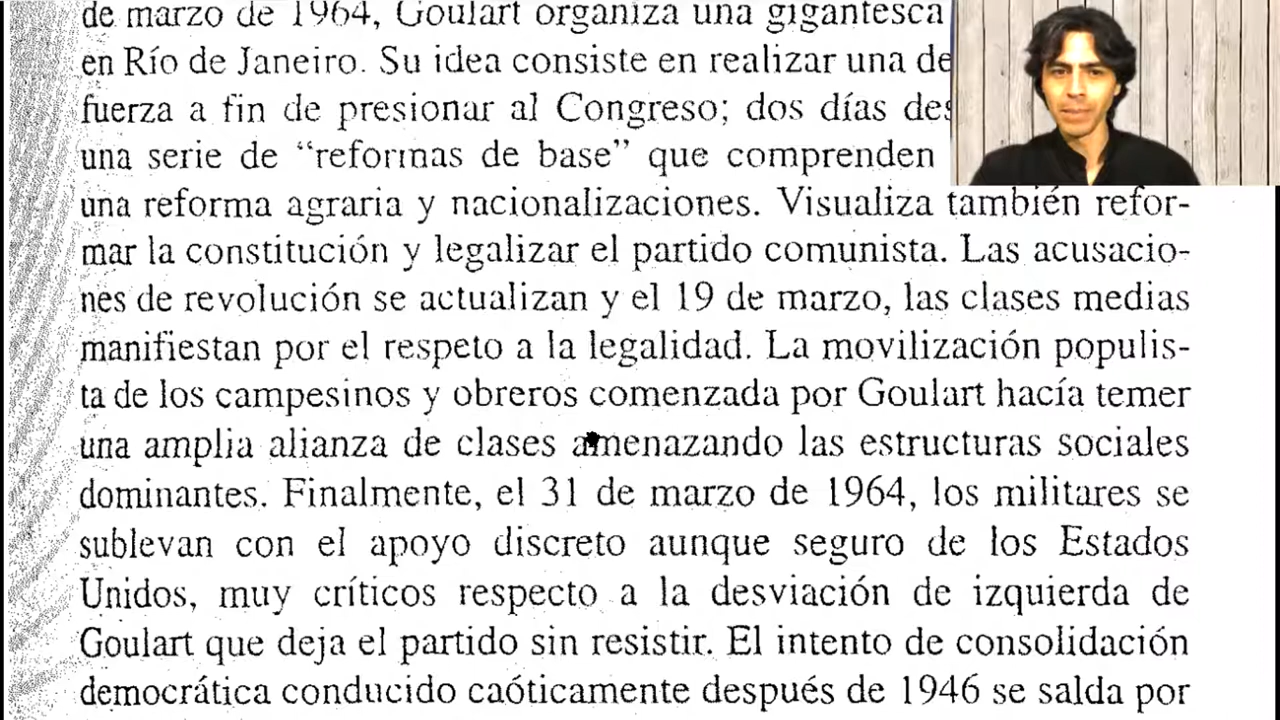 de marzo de 1964, Goulart organiza una gigantesca
en Río de Janeiro. Su idea consiste en realizar una de
fuerza a fin de presionar al Congreso; dos días des
una serie de “reformas de base” que comprenden
una reforma agraria y nacionalizaciones. Visualiza también refor-
mar la constitución y legalizar el partido comunista. Las acusacio-
nes de revolución se actualizan y el 19 de marzo, las clases medias
manifiestan por el respeto a la legalidad. La movilización populis-
ta de los campesinos y obreros comenzada por Goulart hacía temer
una amplia alianza de clases amenazando las estructuras sociales
dominantes. Finalmente, el 31 de marzo de 1964, los militares se
sublevan con el apoyo discreto aunque seguro de los Estados
Unidos, muy críticos respecto a la desviación de izquierda de
Goulart que deja el partido sin resistir. El intento de consolidación
democrática conducido caóticamente después de 1946 se salda por